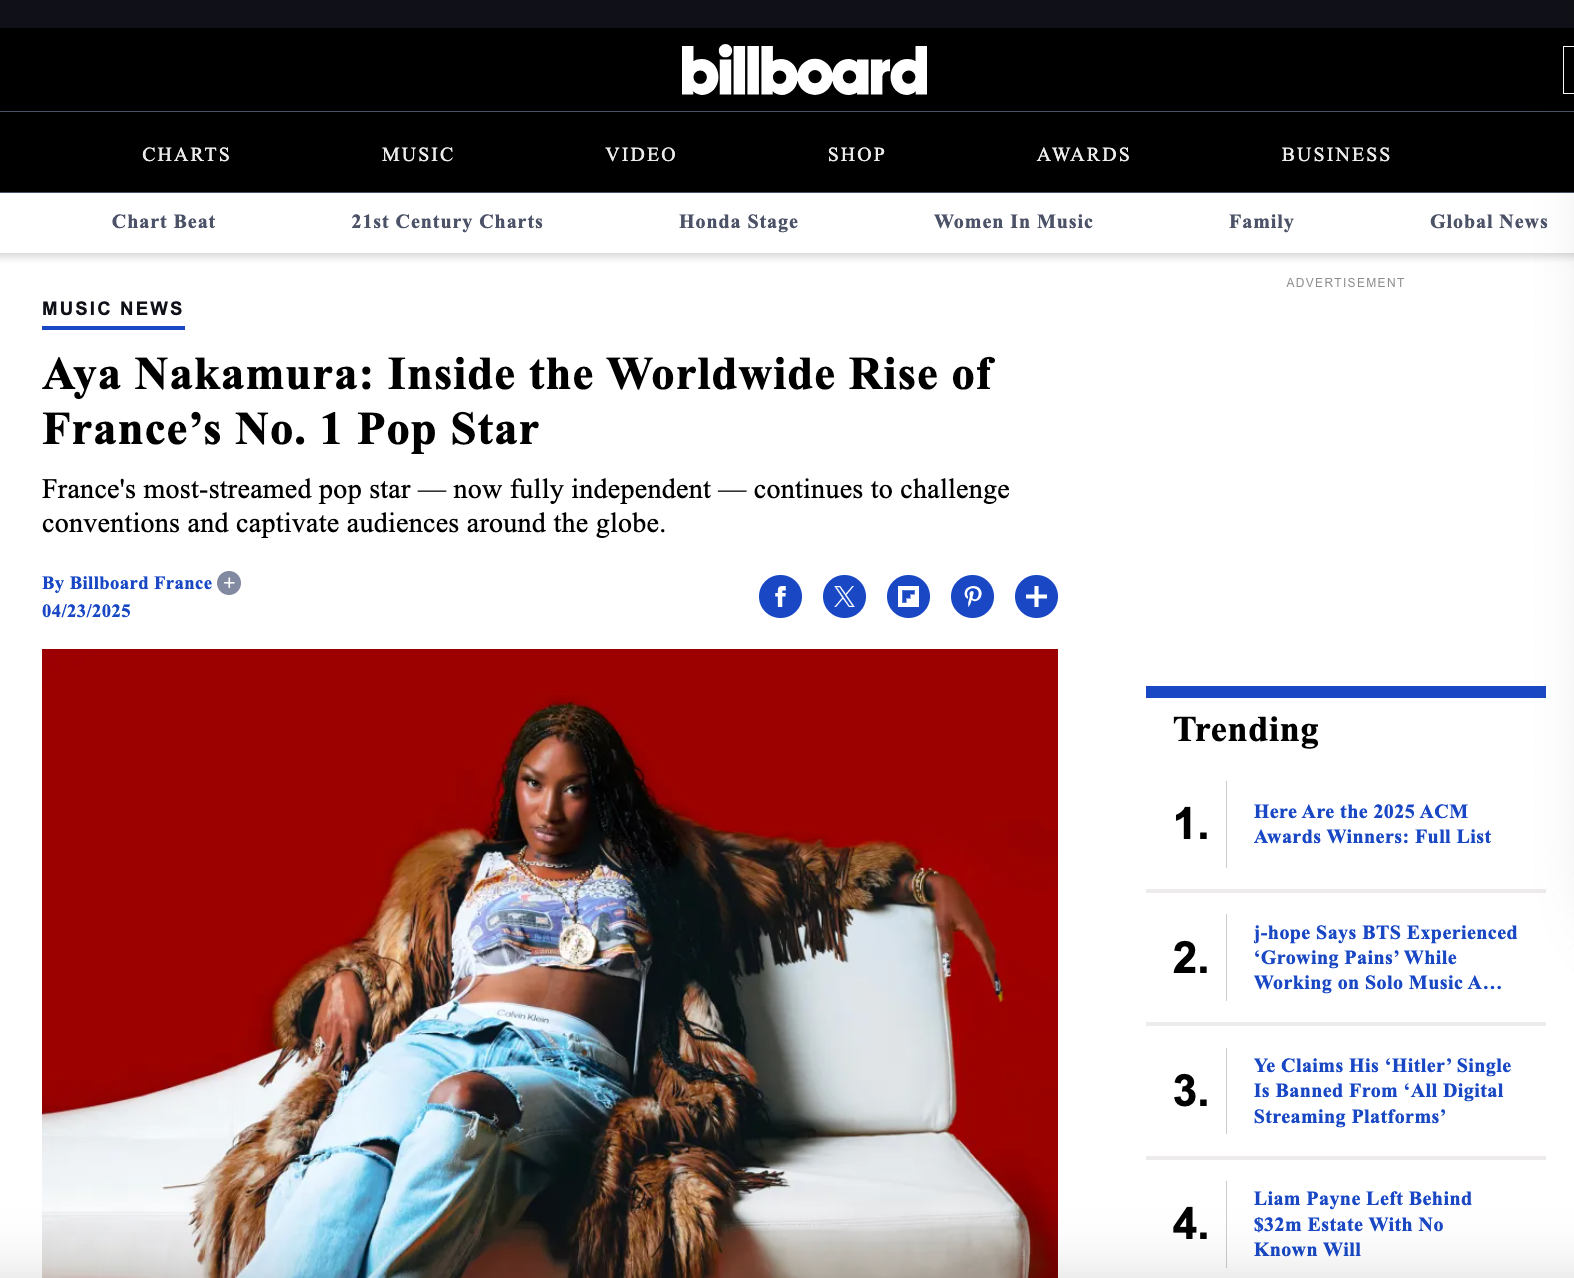 billboard
CHARTS MUSIC VIDEO SHOP AWARDS BUSINESS
Chart Beat 21st Century Charts Honda Stage Women In Music Family Global News
ADVERTISEMENT
MUSIC NEWS
Aya Nakamura: Inside the Worldwide Rise of
France’s No. 1 Pop Star
France's most-streamed pop star — now fully independent — continues to challenge
conventions and captivate audiences around the globe.
By Billboard France +
04/23/2025
Calvin Klein
Trending
1.
Here Are the 2025 ACM
Awards Winners: Full List
2.
j-hope Says BTS Experienced
‘Growing Pains’ While
Working on Solo Music A…
3.
Ye Claims His ‘Hitler’ Single
Is Banned From ‘All Digital
Streaming Platforms’
4.
Liam Payne Left Behind
$32m Estate With No
Known Will